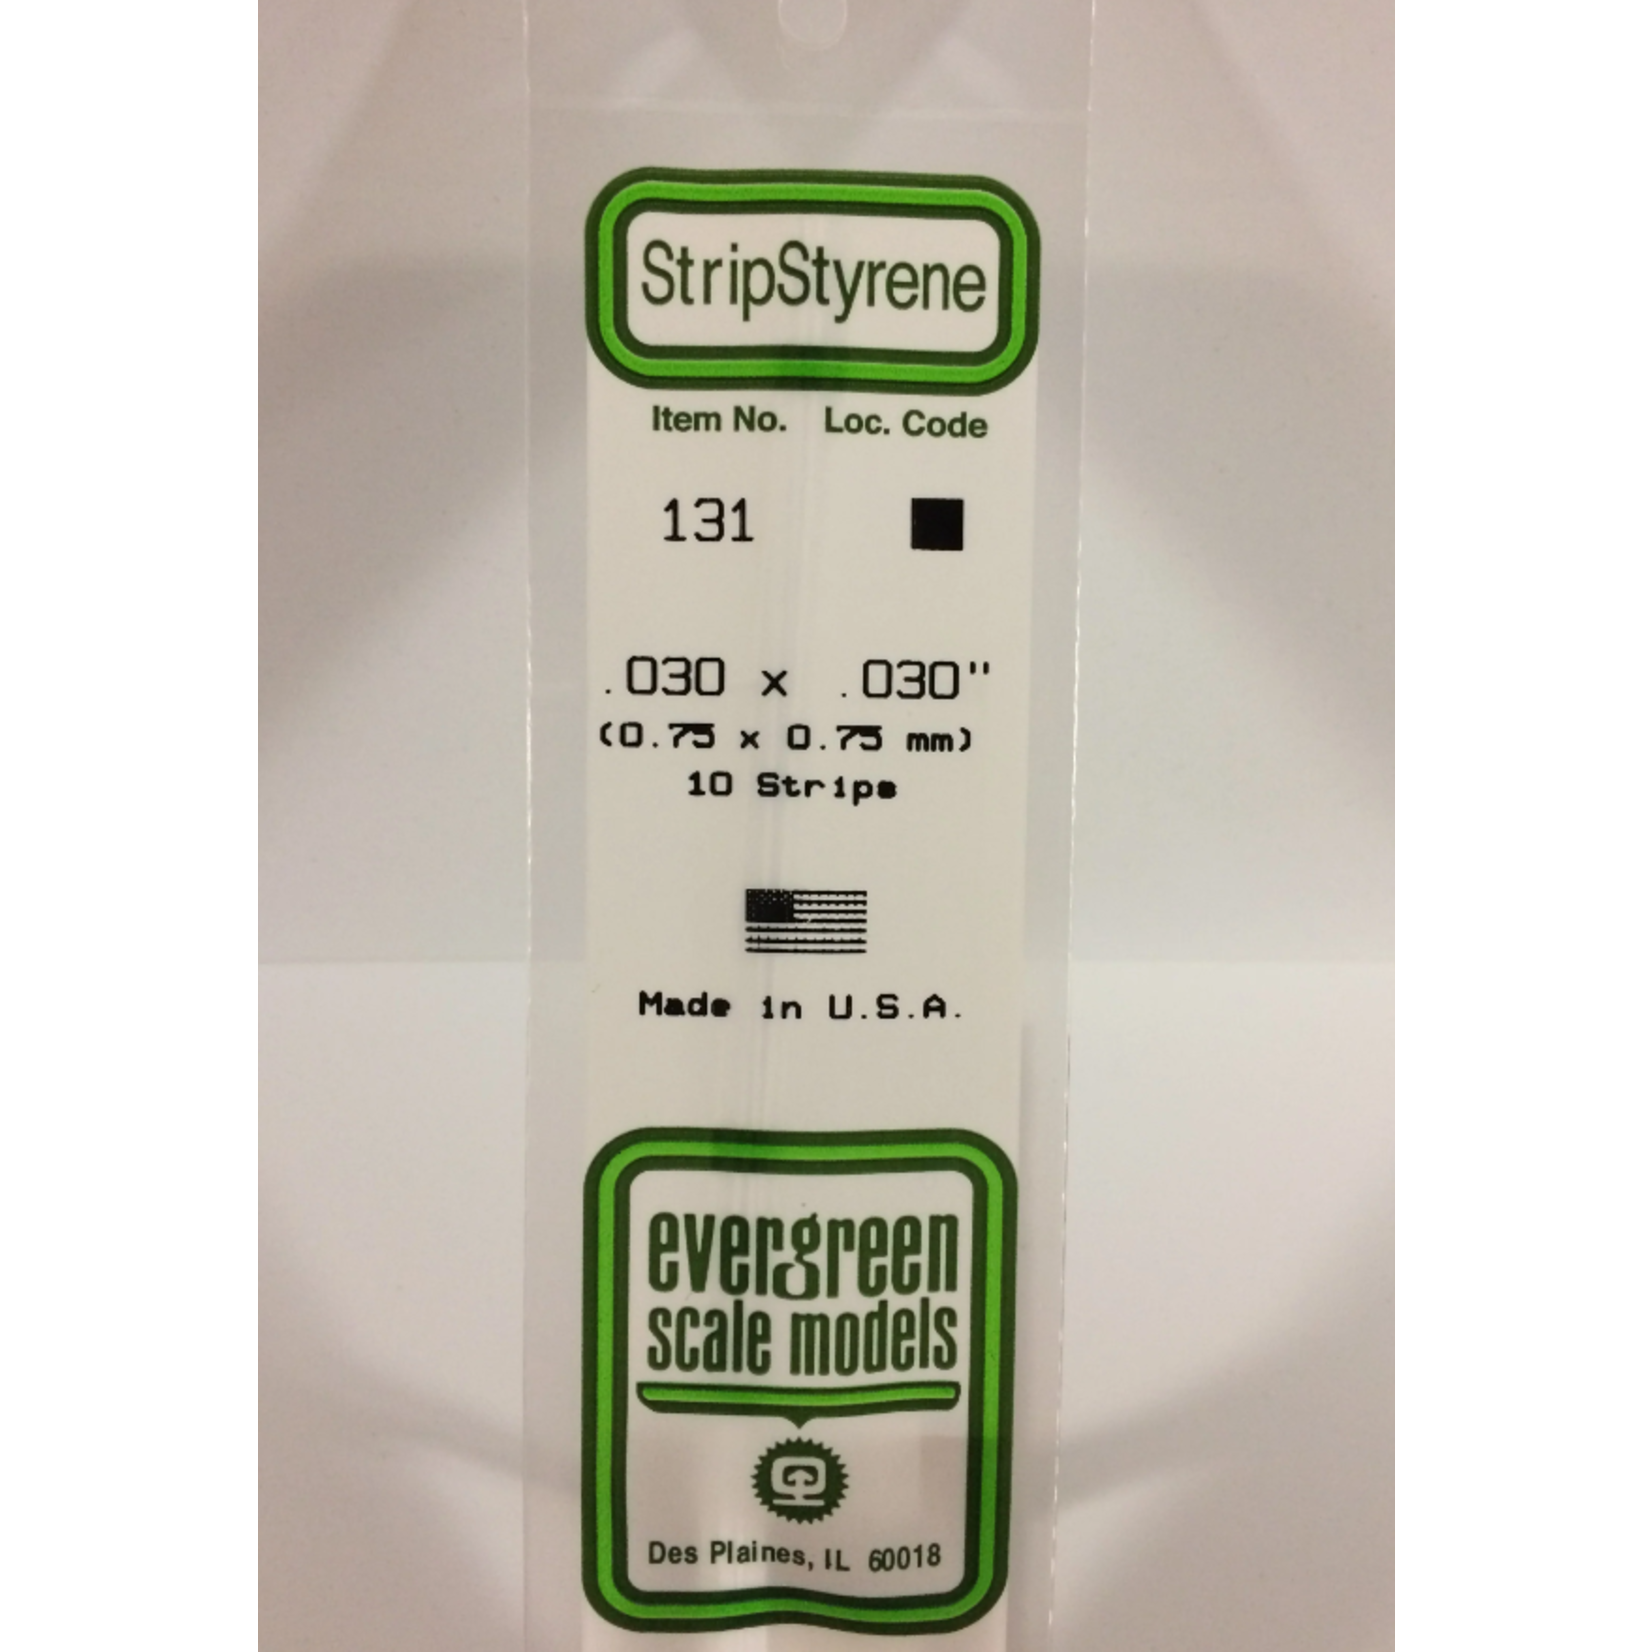 StripStyrene
Item No. Loc. Code
131
.030 x .030"
(0.75 x 0.75 mm)
10 Strips
Made in U.S.A.
evergreen
scale models
Des Plaines, IL 60018